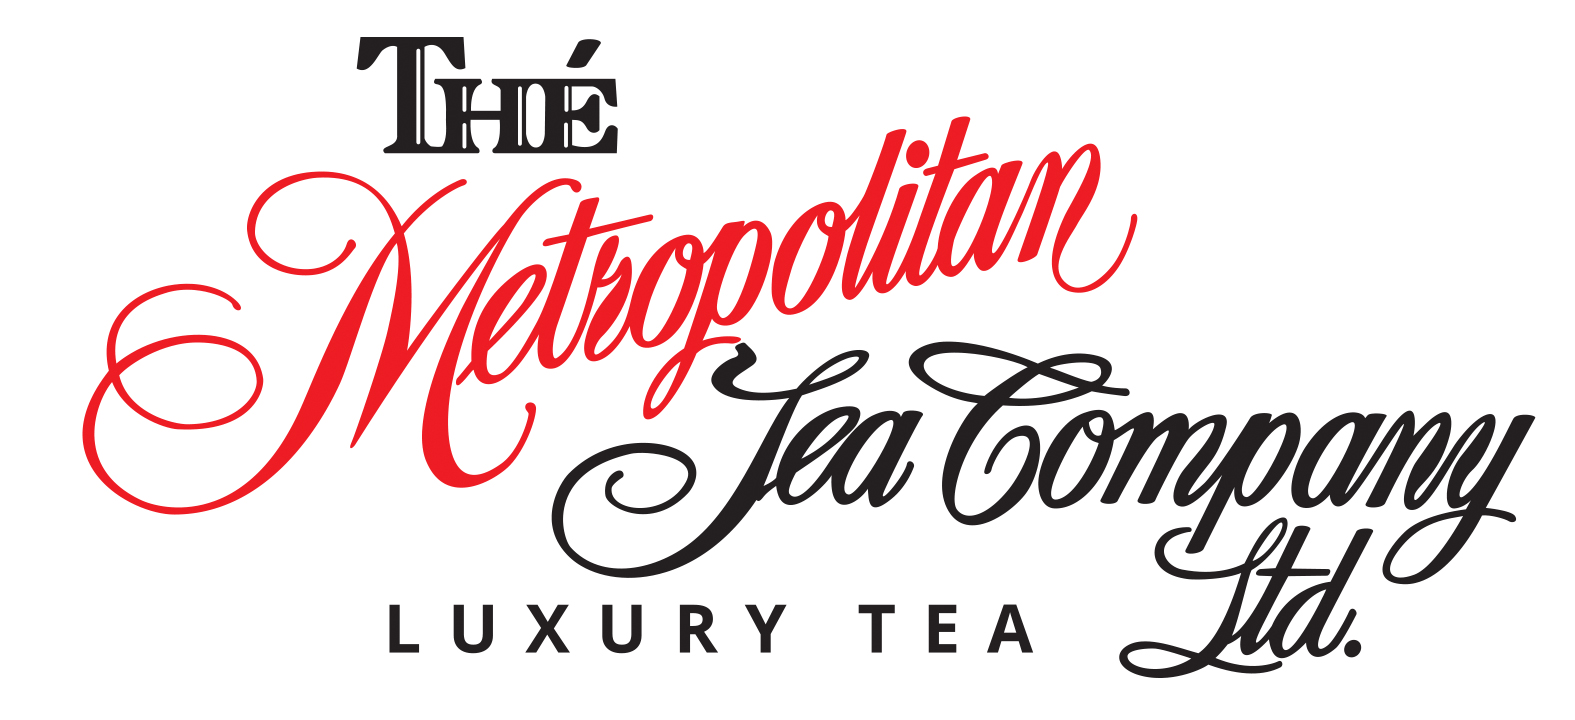 THÉ
Metropolitan
Tea Company
Ltd.
LUXURY TEA